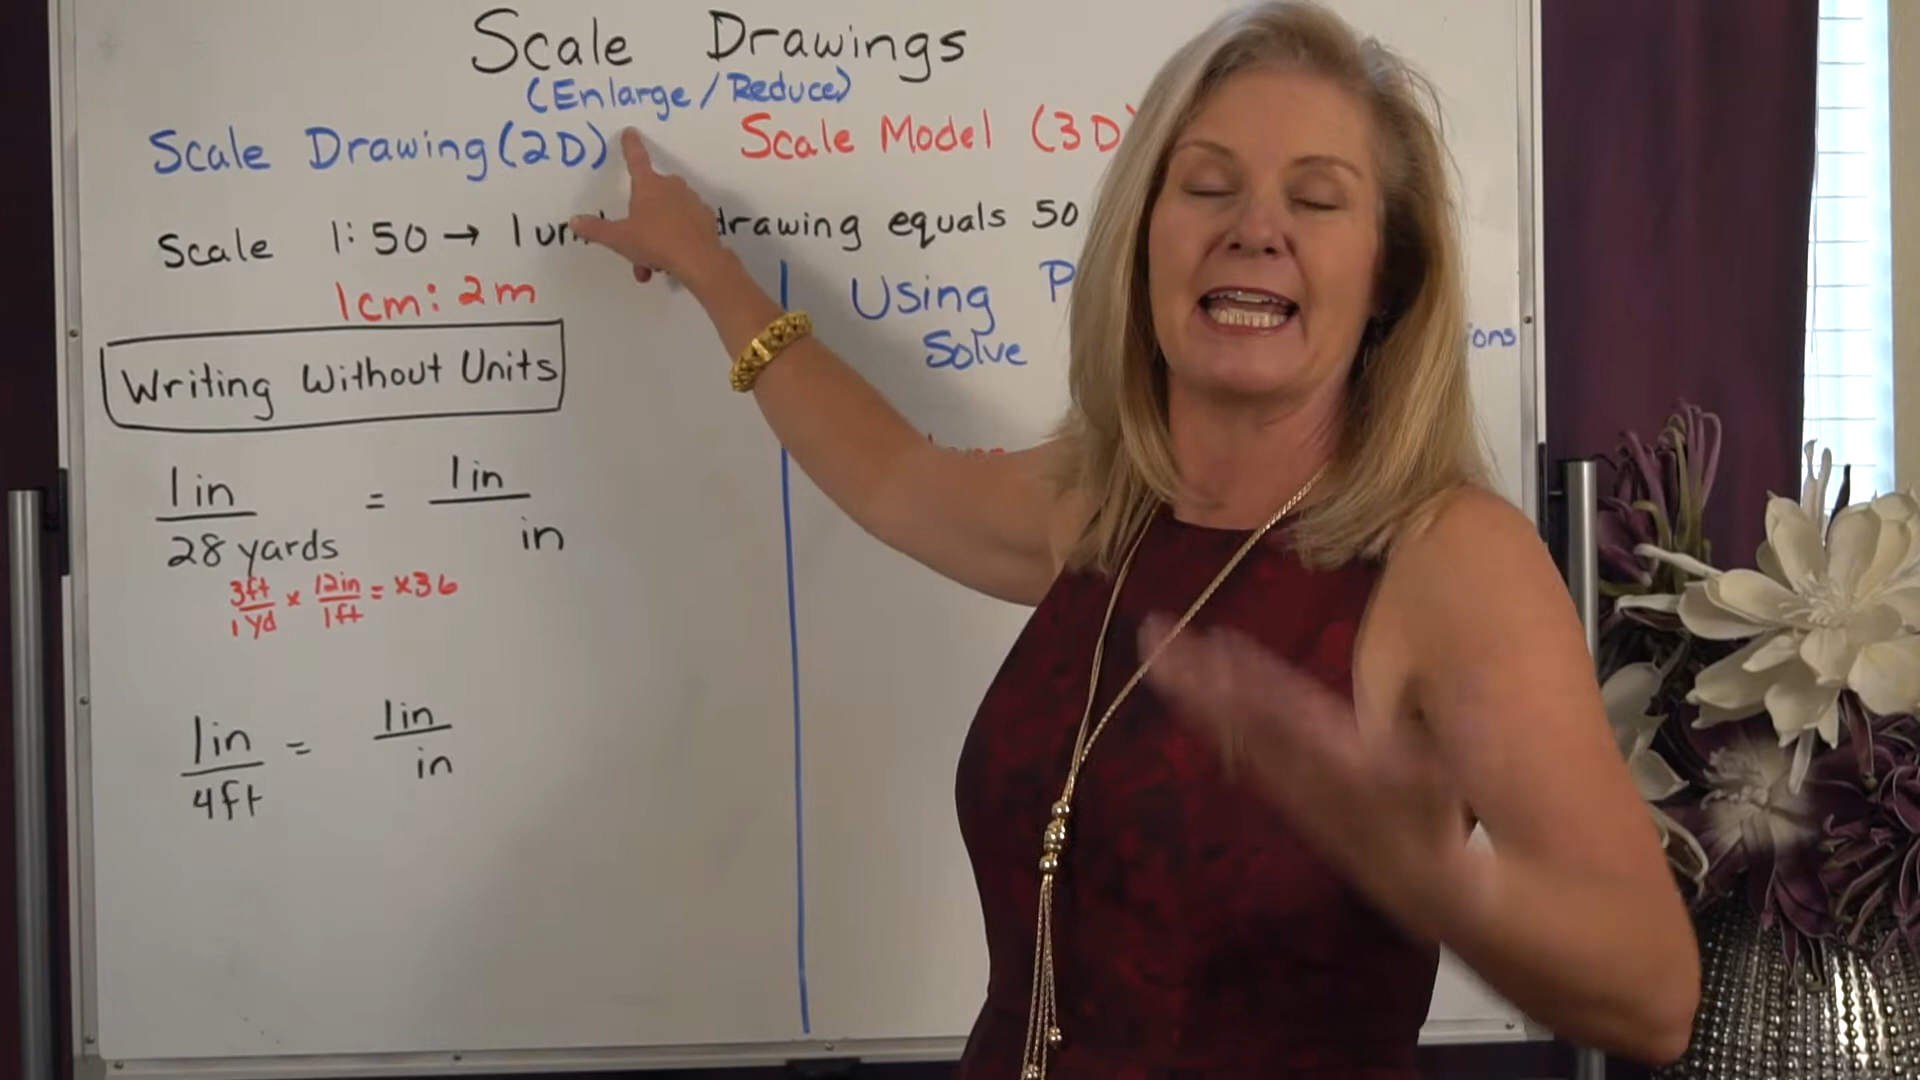 Scale Drawings
(Enlarge/Reduce)
Scale Drawing (2D)
Scale Model (3D)
Scale 1:50 → 1 drawing equals 50
1cm: 2m
Using
Solve
Writing Without Units
1in = 1in
28 yards in
3ft x 12in = x36
1yd 1ft
1in = 1in
4ft in